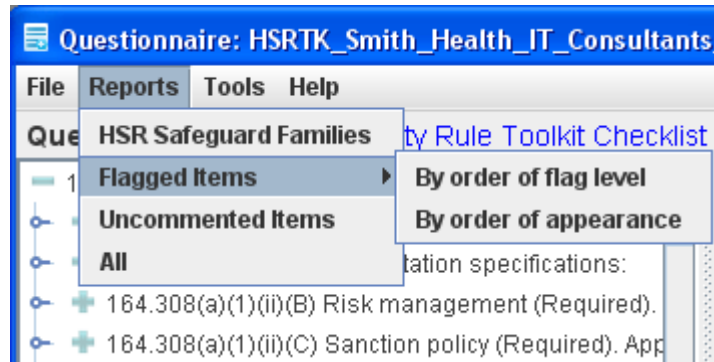 Questionnaire: HSRTK_Smith_Health_IT_Consultants
File Reports Tools Help
Que ty Rule Toolkit Checklist
HSR Safeguard Families
1
Flagged Items
By order of flag level
Uncommented Items
By order of appearance
All
tation specifications:
164.308(a)(1)(ii)(B) Risk management (Required).
164.308(a)(1)(ii)(C) Sanction policy (Required). App